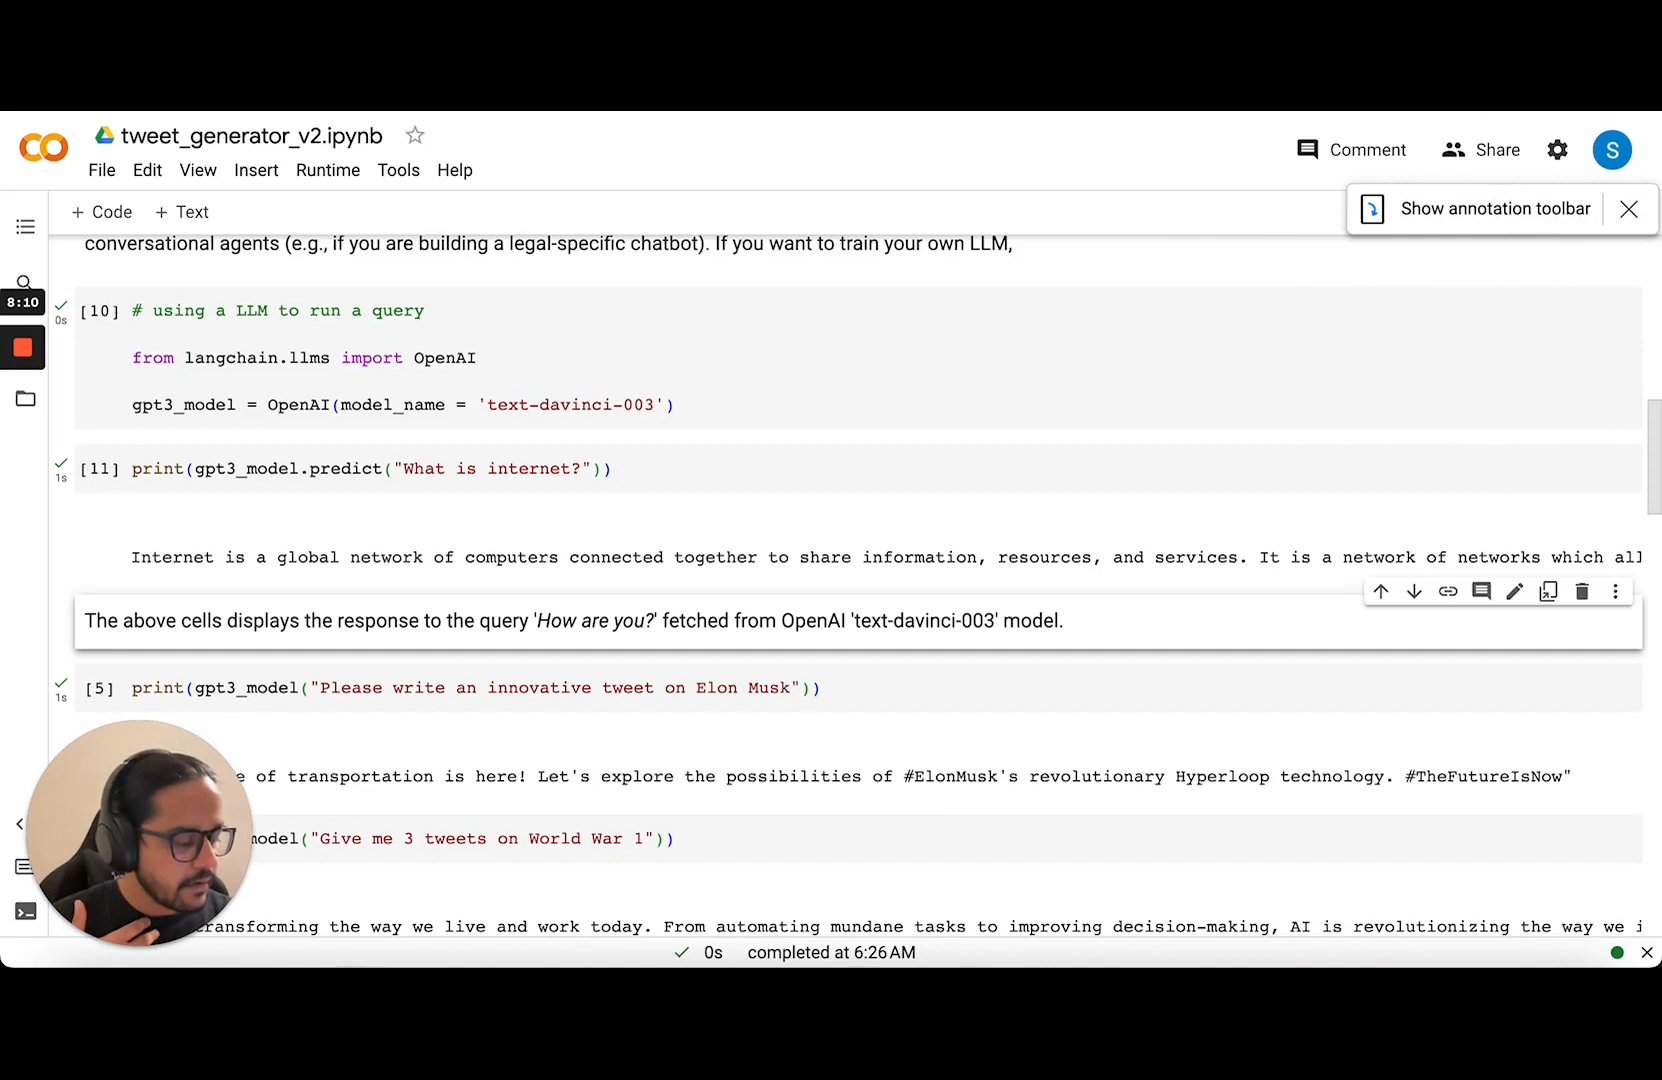 tweet_generator_v2.ipynb
File Edit View Insert Runtime Tools Help
Comment Share S
+ Code + Text
Show annotation toolbar
conversational agents (e.g., if you are building a legal-specific chatbot). If you want to train your own LLM,
8:10
0s [10] # using a LLM to run a query
from langchain.llms import OpenAI
gpt3_model = OpenAI(model_name = 'text-davinci-003')
1s [11] print(gpt3_model.predict("What is internet?"))
Internet is a global network of computers connected together to share information, resources, and services. It is a network of networks which all
The above cells displays the response to the query 'How are you?' fetched from OpenAI 'text-davinci-003' model.
1s [5] print(gpt3_model("Please write an innovative tweet on Elon Musk"))
of transportation is here! Let's explore the possibilities of #ElonMusk's revolutionary Hyperloop technology. #TheFutureIsNow"
model("Give me 3 tweets on World War 1"))
transforming the way we live and work today. From automating mundane tasks to improving decision-making, AI is revolutionizing the way we
0s completed at 6:26 AM